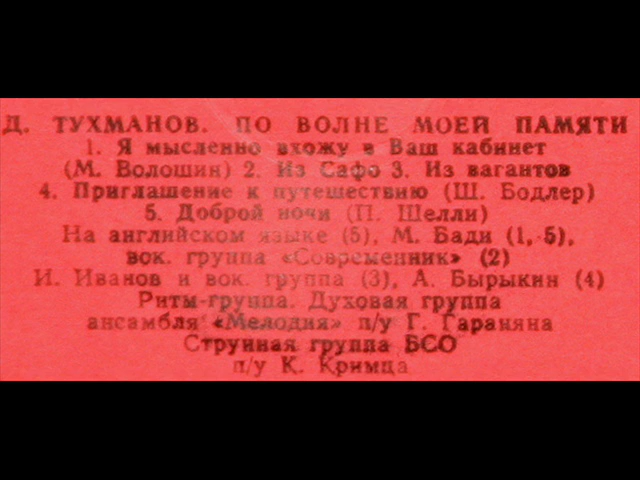 Д. ТУХМАНОВ. ПО ВОЛНЕ МОЕЙ ПАМЯТИ
1. Я мысленно вхожу в Ваш кабинет
(М. Волошин) 2. Из Сафо 3. Из вагантов
4. Приглашение к путешествию (Ш. Бодлер)
5. Доброй ночи (П. Шелли)
На английском языке (5), М. Бади (1, 5),
вок. группа «Современник» (2)
И. Иванов и вок. группа (3), А. Бырыкин (4)
Ритм-группа. Духовая группа
ансамбля «Мелодия» п/у Г. Гараняна
Струнная группа БСО
п/у К. Кримца